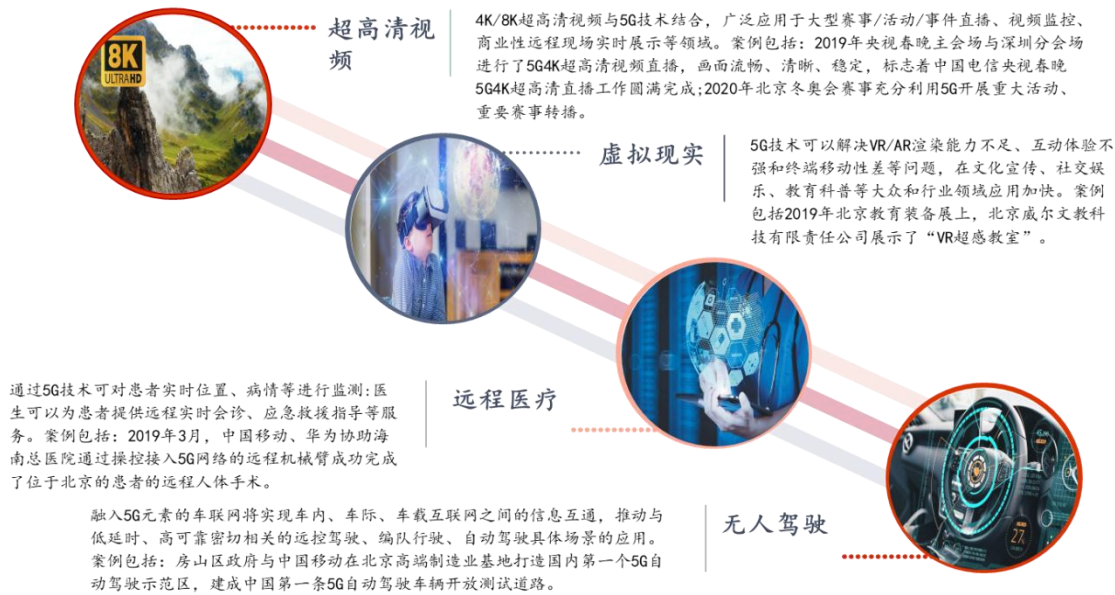 8K
ULTRA HD
超高清视
频
4K/8K超高清视频与5G技术结合，广泛应用于大型赛事/活动/事件直播、视频监控、
商业性远程现场实时展示等领域。案例包括：2019年央视春晚主会场与深圳分会场
进行了5G4K超高清视频直播，画面流畅、清晰、稳定，标志着中国电信央视春晚
5G4K超高清直播工作圆满完成;2020年北京冬奥会赛事充分利用5G开展重大活动、
重要赛事转播。
虚拟现实
5G技术可以解决VR/AR渲染能力不足、互动体验不
强和终端移动性差等问题，在文化宣传、社交娱
乐、教育科普等大众和行业领域应用加快。案例
包括2019年北京教育装备展上，北京威尔文教科
技有限责任公司展示了“VR超感教室”。
远程医疗
通过5G技术可对患者实时位置、病情等进行监测:医
生可以为患者提供远程实时会诊、应急救援指导等服
务。案例包括：2019年3月，中国移动、华为协助海
南总医院通过操控接入5G网络的远程机械臂成功完成
了位于北京的患者的远程人体手术。
无人驾驶
融入5G元素的车联网将实现车内、车际、车载互联网之间的信息互通，推动与
低延时、高可靠密切相关的远控驾驶、编队行驶、自动驾驶具体场景的应用。
案例包括：房山区政府与中国移动在北京高端制造业基地打造国内第一个5G自
动驾驶示范区，建成中国第一条5G自动驾驶车辆开放测试道路。
27